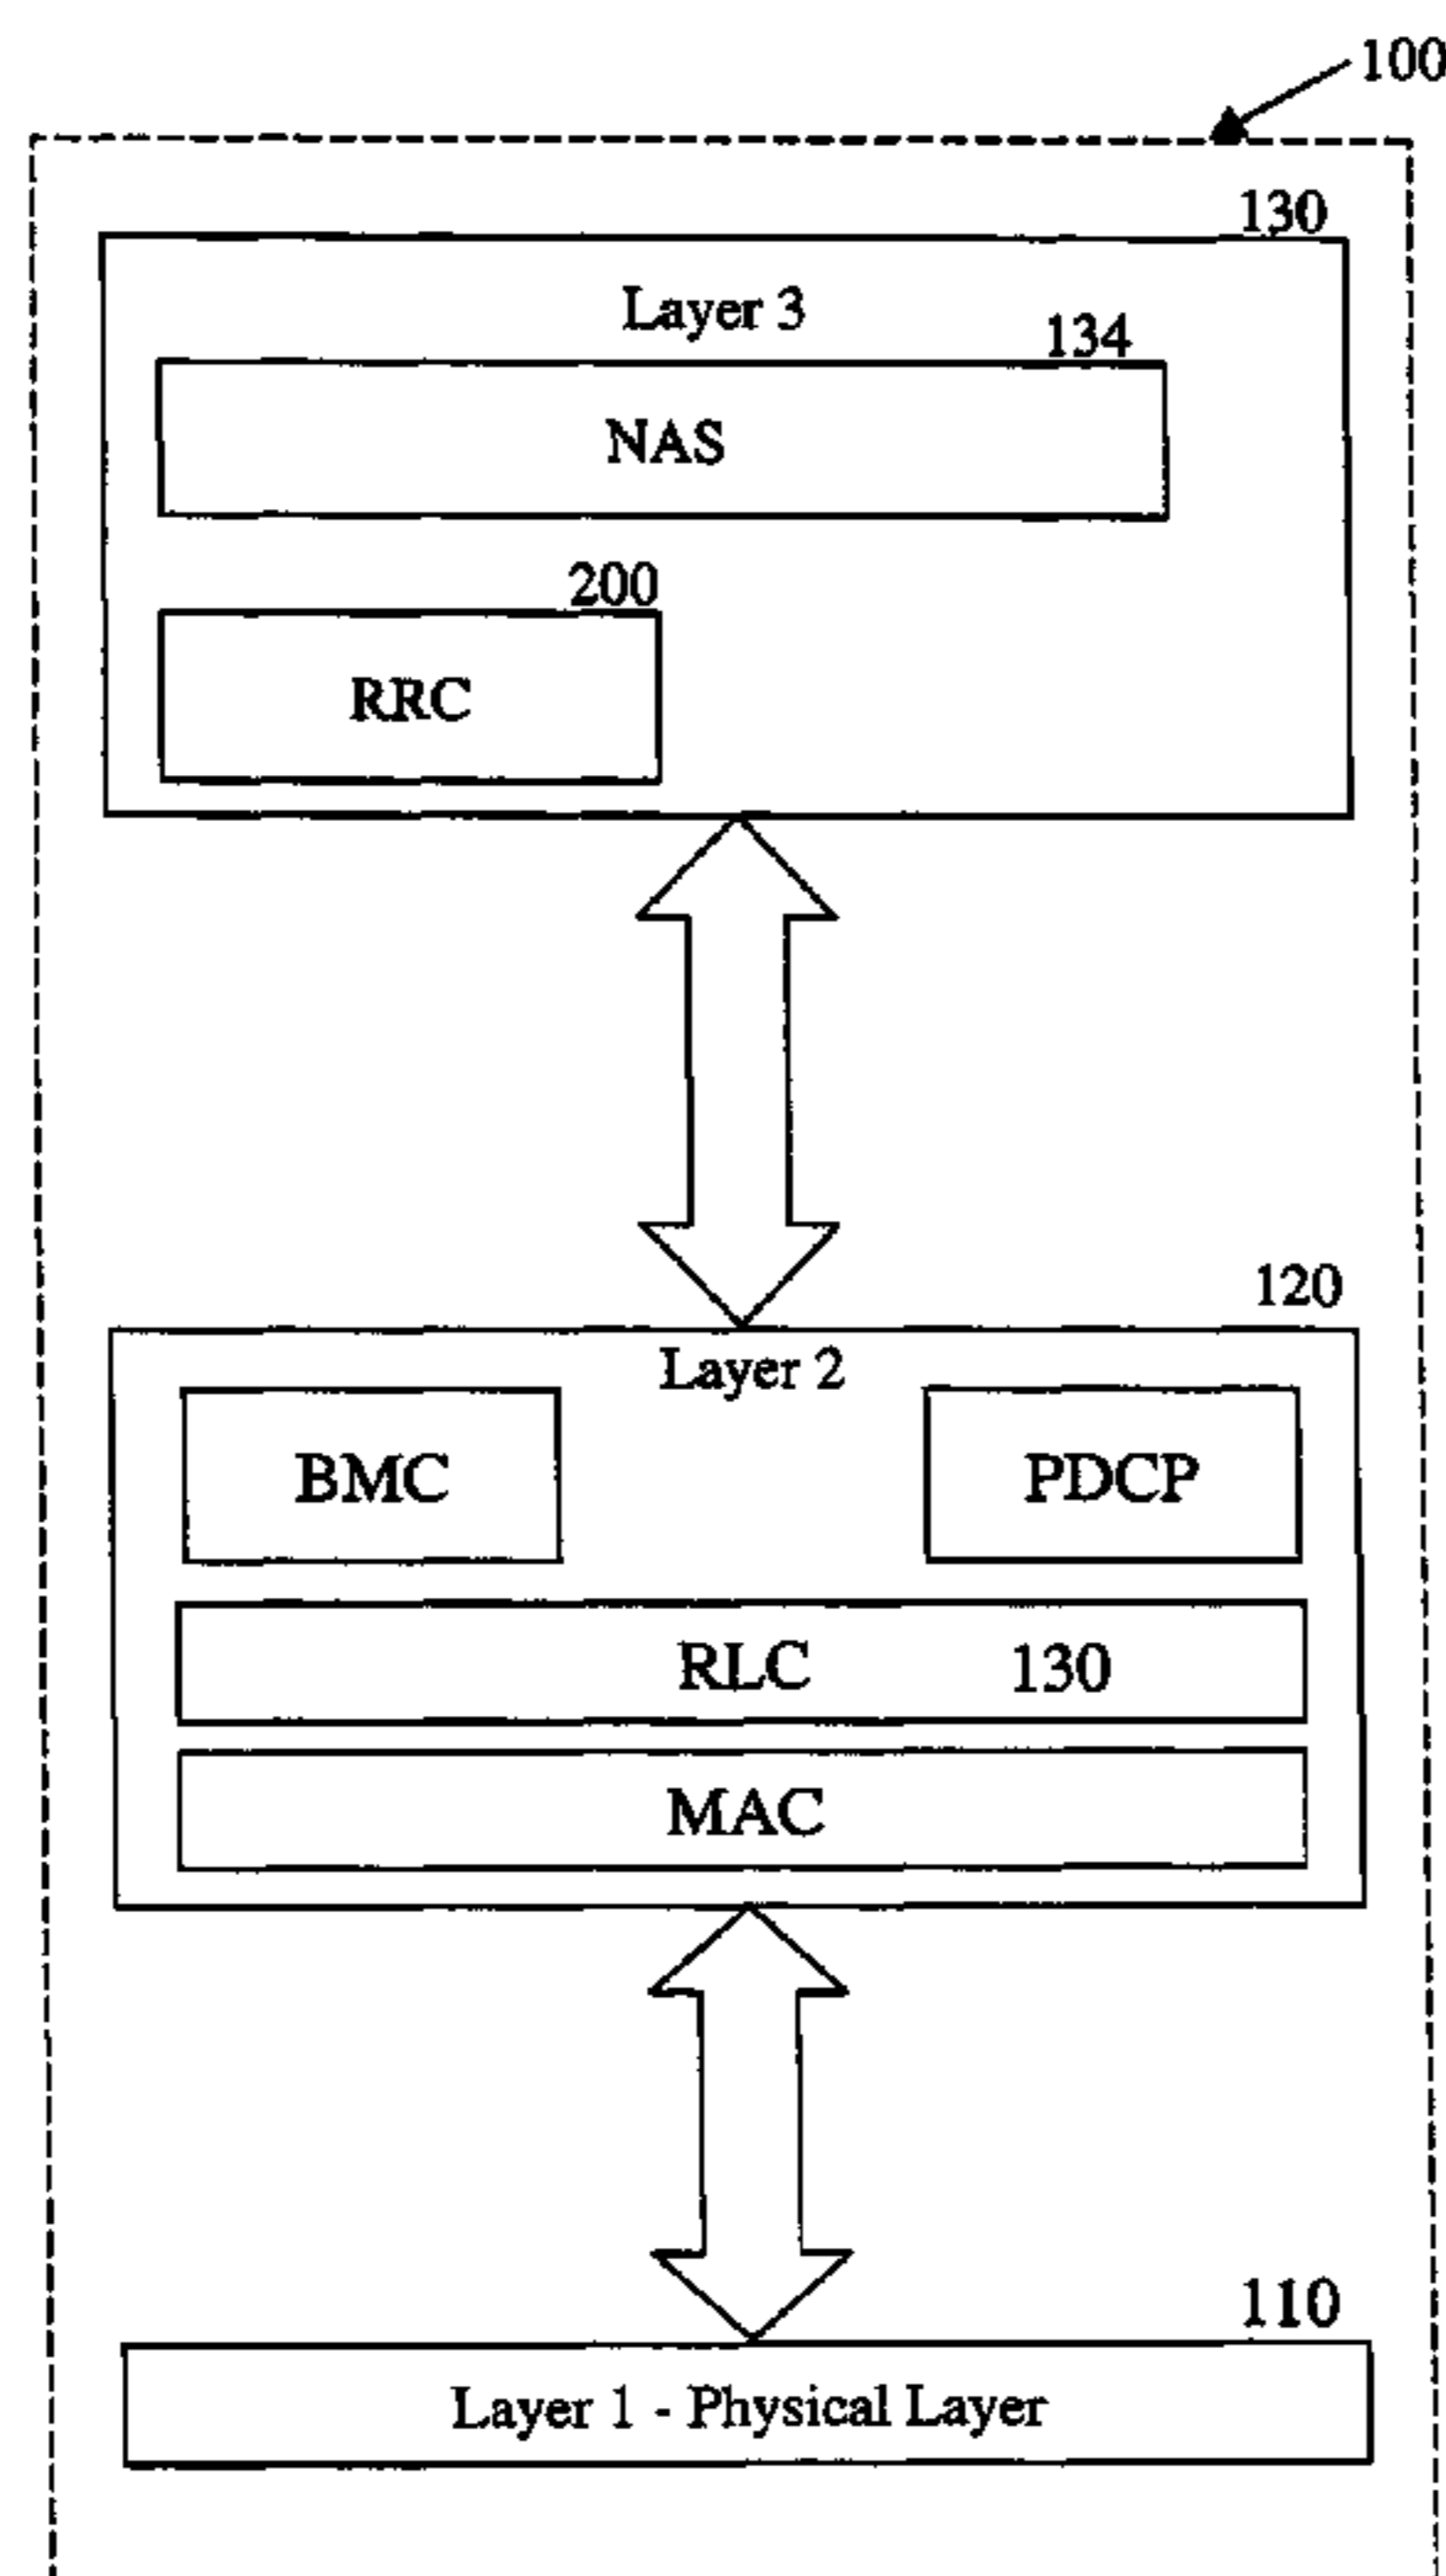 100
130
Layer 3
134
NAS
200
RRC
120
Layer 2
BMC
PDCP
RLC 130
MAC
110
Layer 1 - Physical Layer